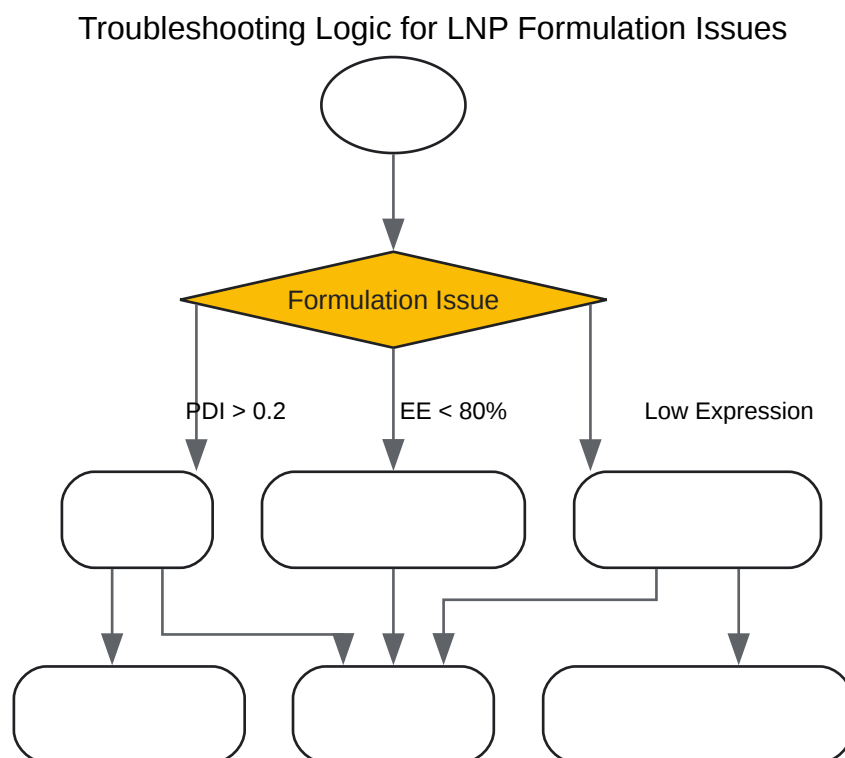 Troubleshooting Logic for LNP Formulation Issues
Formulation Issue
PDI > 0.2
EE < 80%
Low Expression